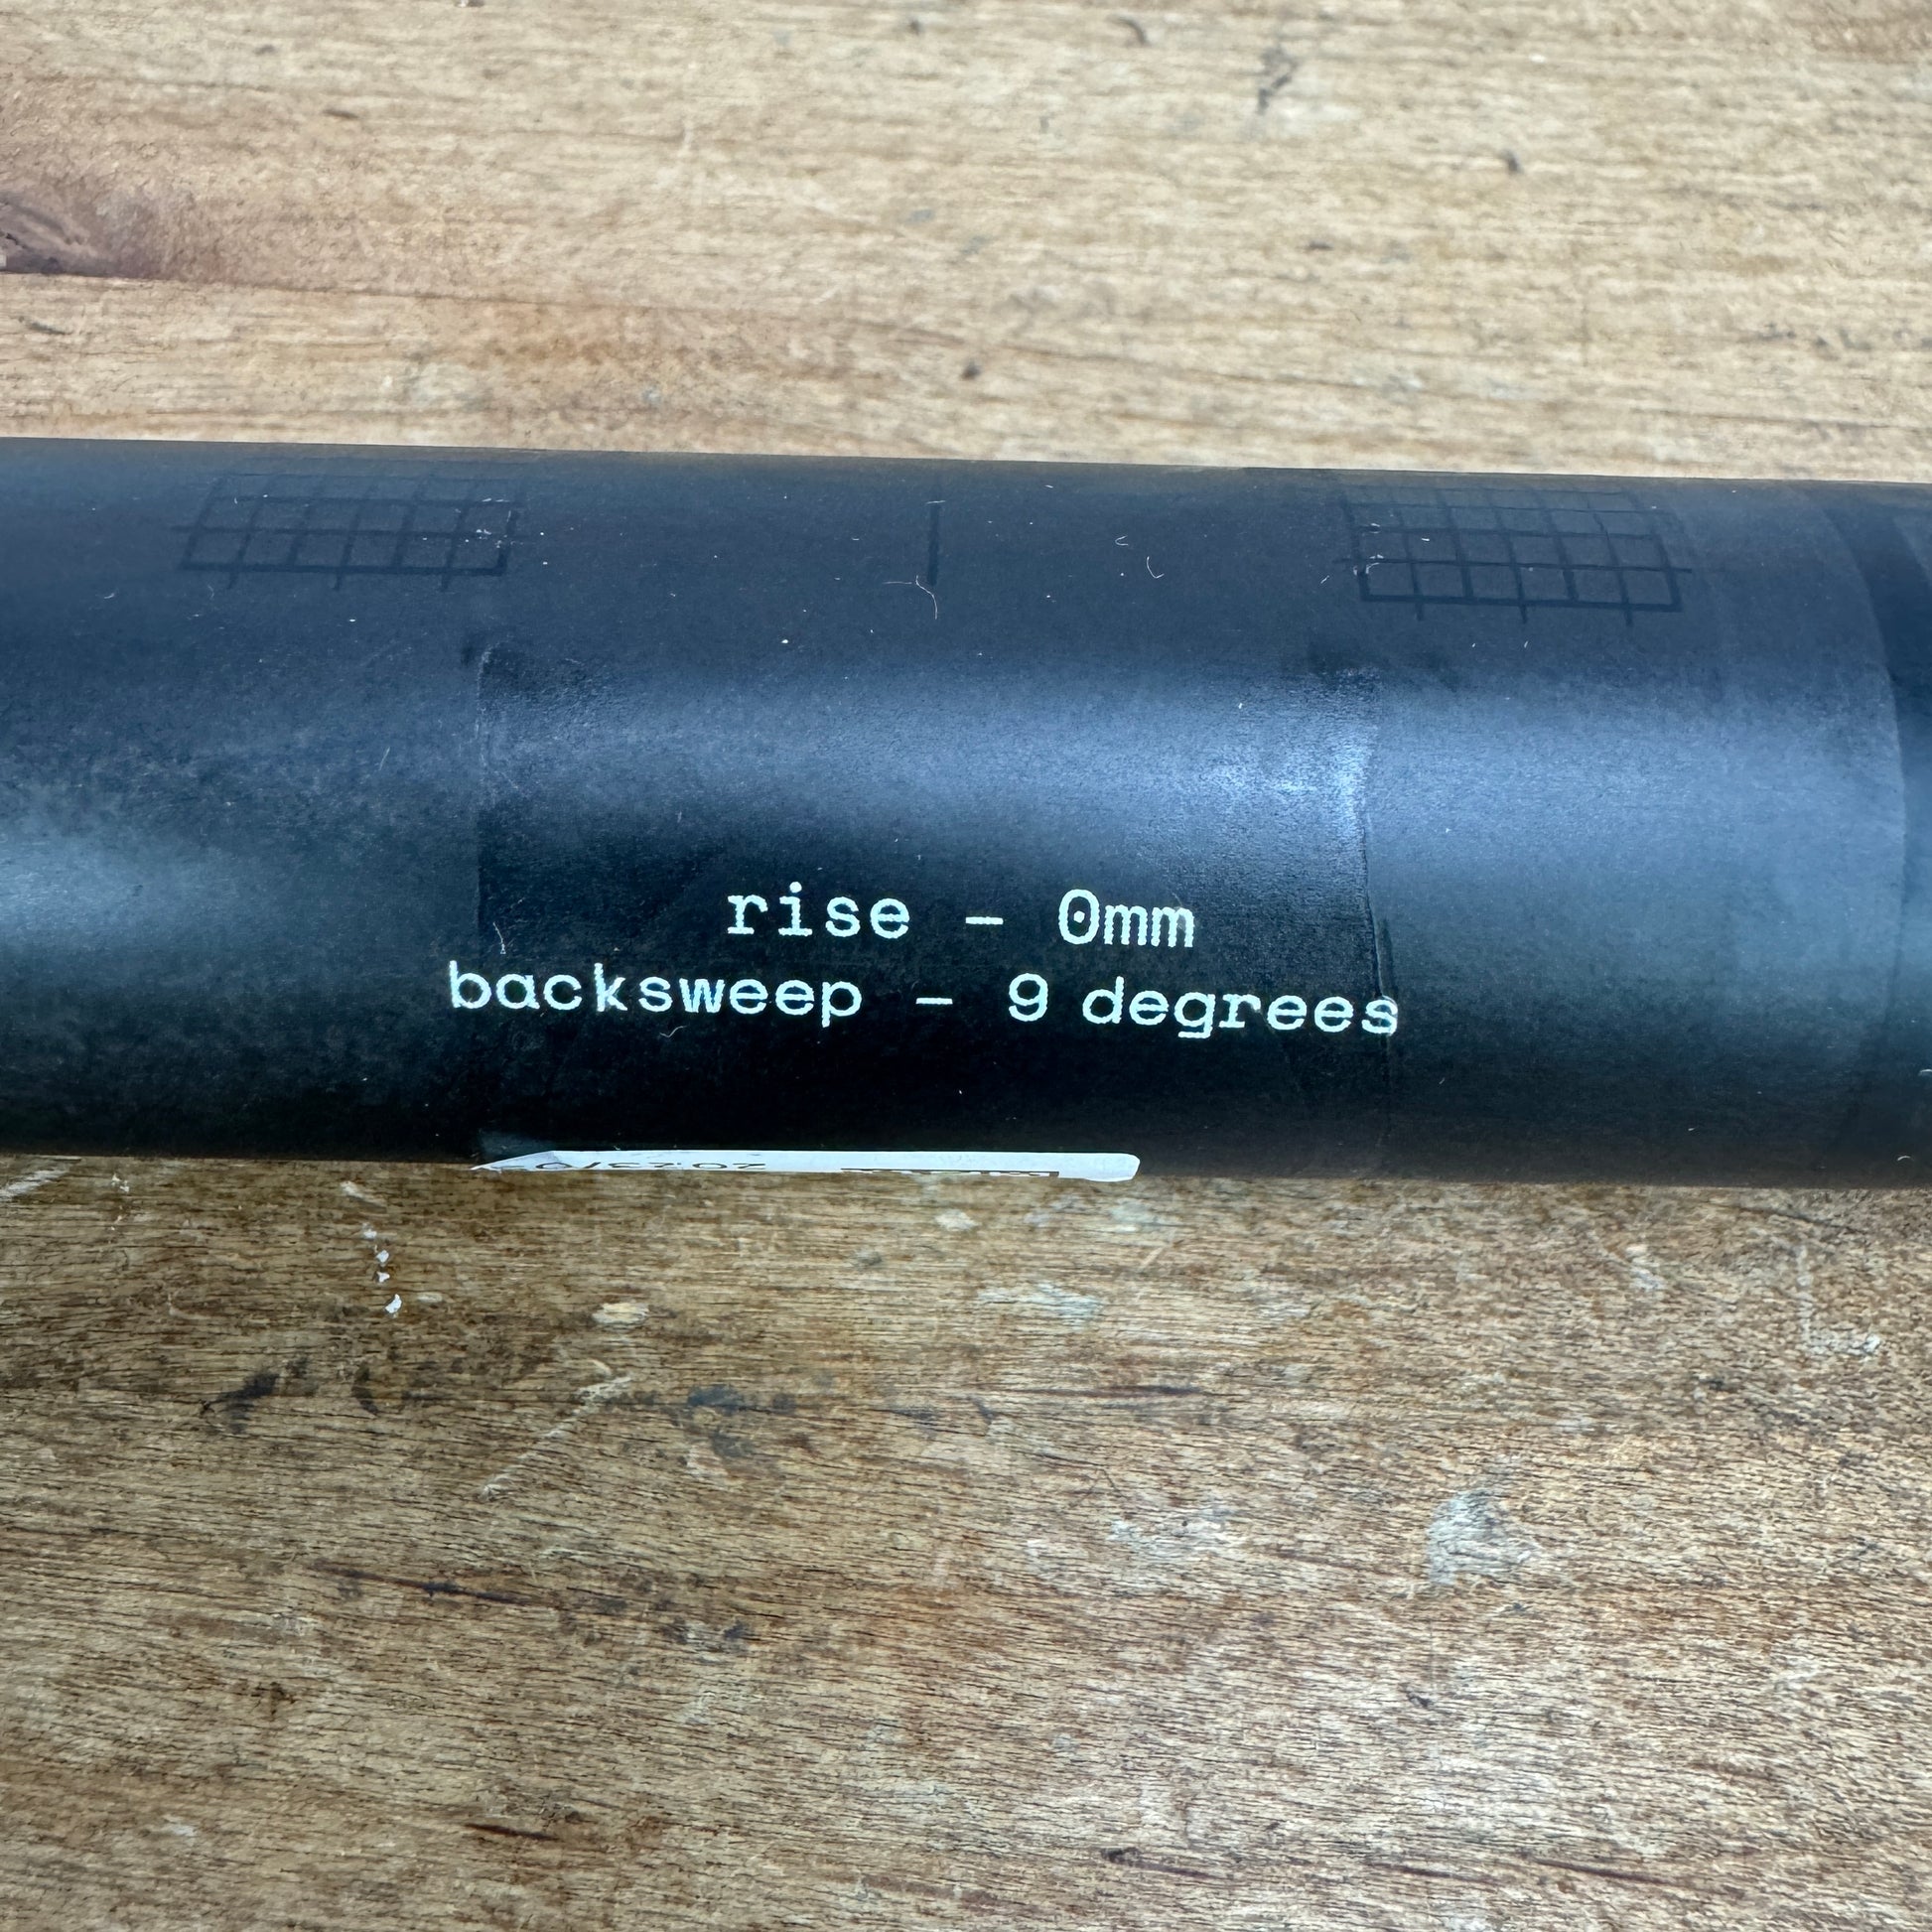 rise - 0mm
backsweep - 9 degrees